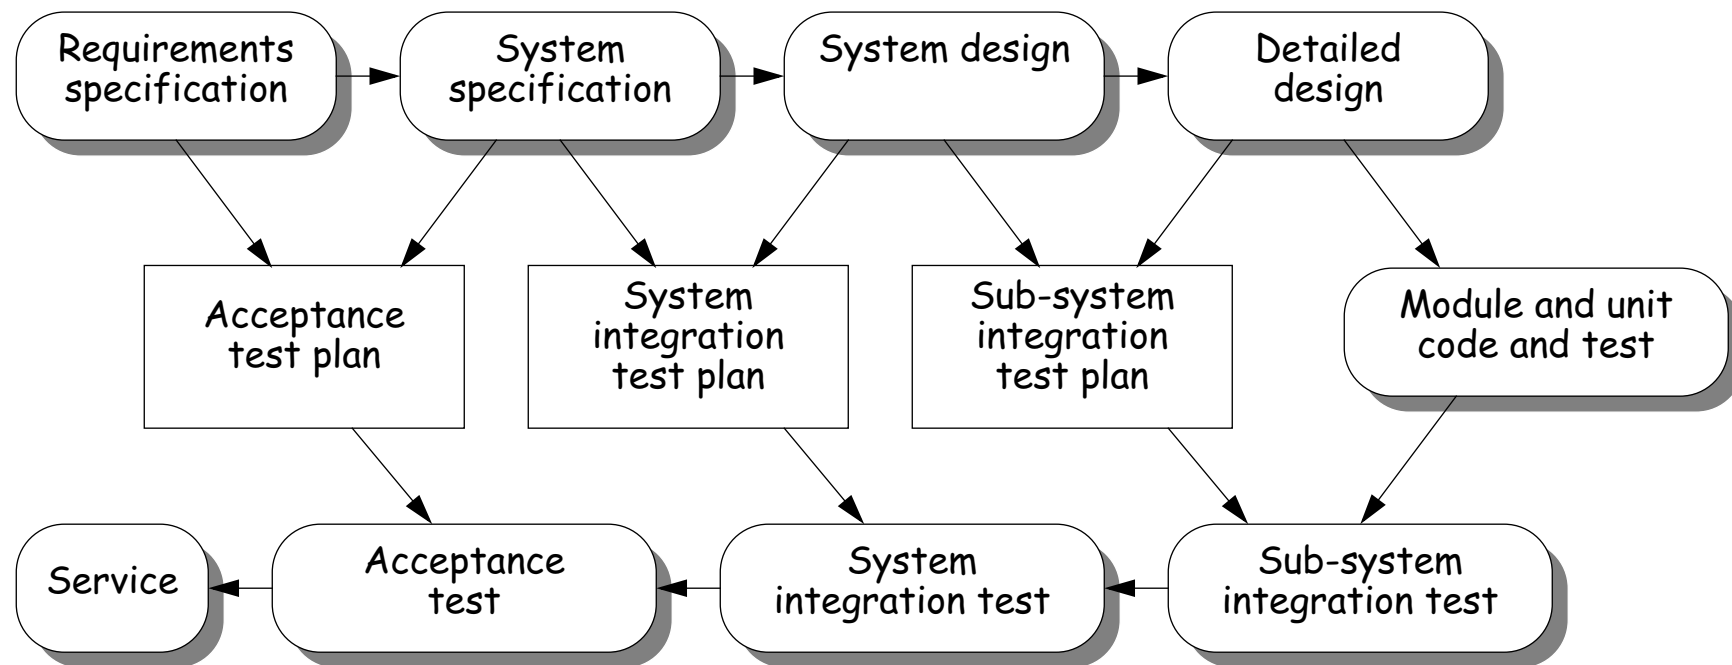 Requirements
specification
System
specification
System design
Detailed
design
Acceptance
test plan
System
integration
test plan
Sub-system
integration
test plan
Module and unit
code and test
Service
Acceptance
test
System
integration test
Sub-system
integration test